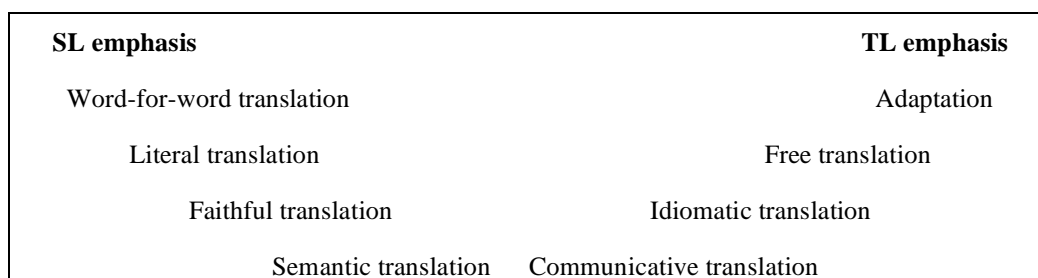 SL emphasis TL emphasis
Word-for-word translation Adaptation
Literal translation Free translation
Faithful translation Idiomatic translation
Semantic translation Communicative translation